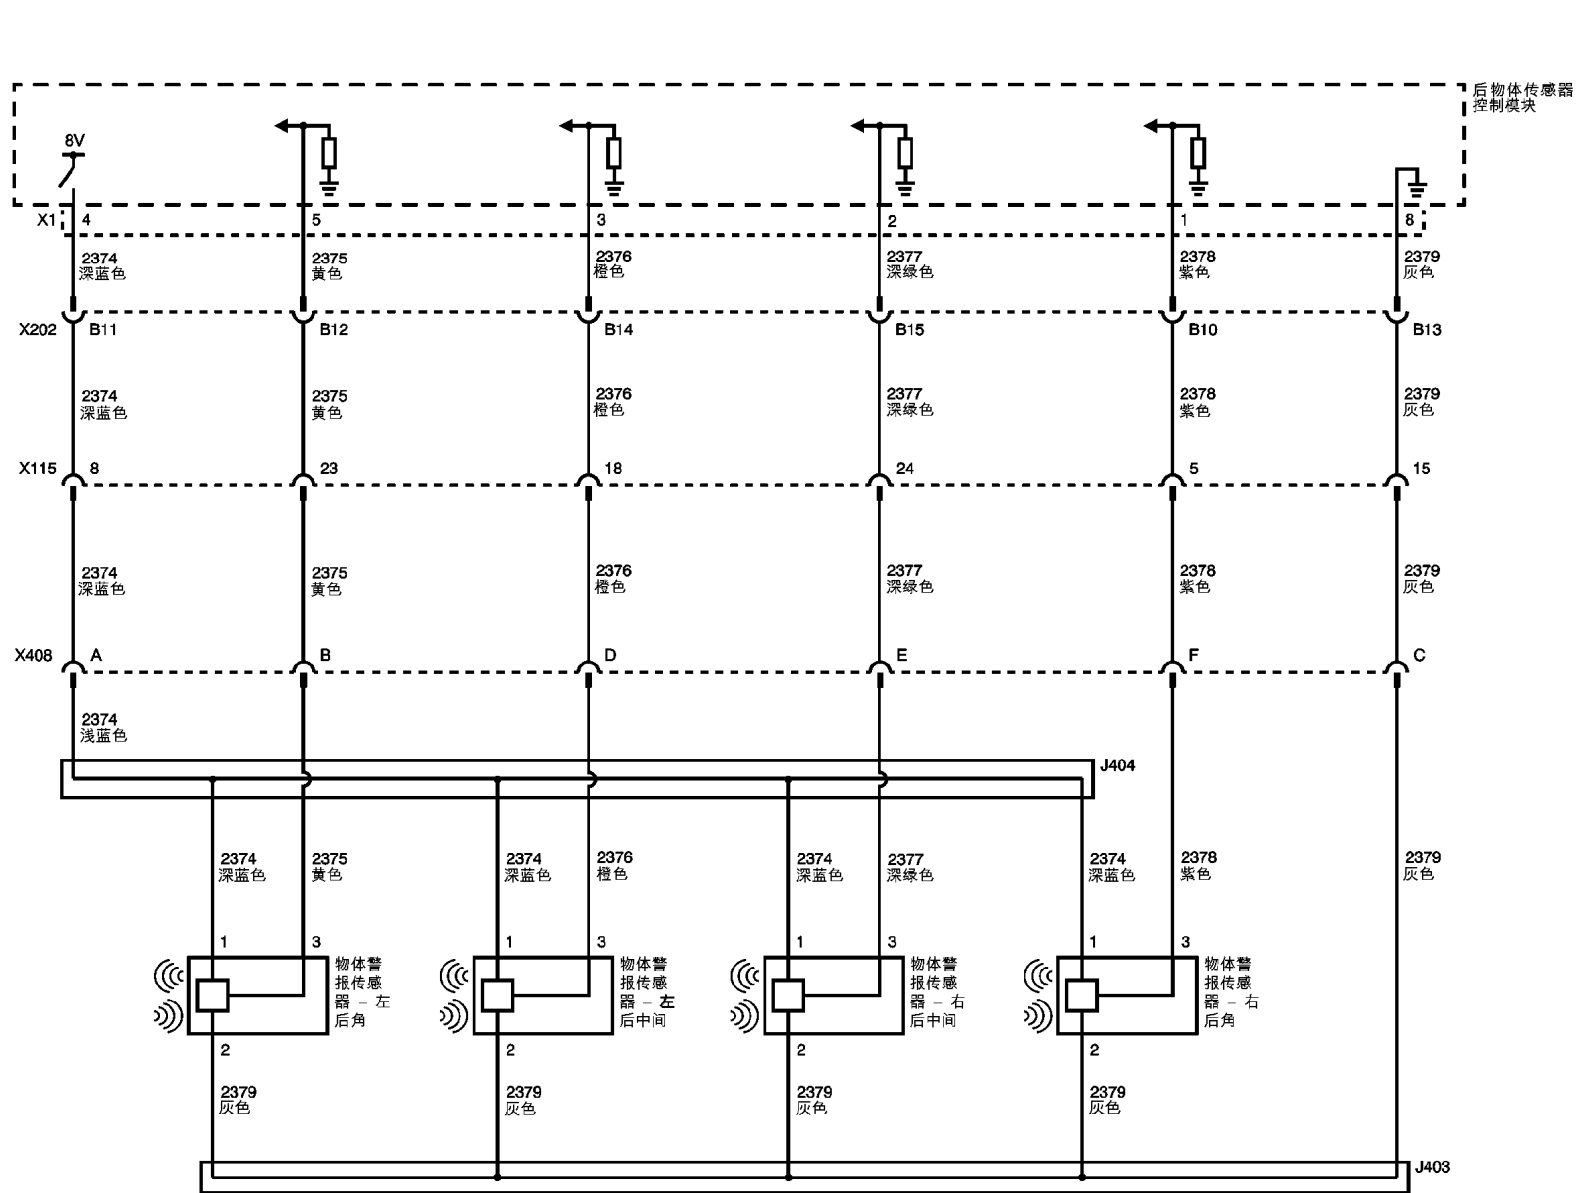 后物体传感器
控制模块
8V
X1 4 5 3 2 1 8
2374 2375 2376 2377 2378 2379
深蓝色 黄色 橙色 深绿色 紫色 灰色
X202 B11 B12 B14 B15 B10 B13
2374 2375 2376 2377 2378 2379
深蓝色 黄色 橙色 深绿色 紫色 灰色
X115 8 23 18 24 5 15
2374 2375 2376 2377 2378 2379
深蓝色 黄色 橙色 深绿色 紫色 灰色
X408 A B D E F C
2374
浅蓝色
J404
2374 2375 2374 2376 2374 2377 2374 2378 2379
深蓝色 黄色 深蓝色 橙色 深蓝色 深绿色 深蓝色 紫色 灰色
1 3 1 3 1 3 1 3
物体警
报传感
器 – 左
后角
物体警
报传感
器 – 左
后中间
物体警
报传感
器 – 右
后中间
物体警
报传感
器 – 右
后角
2 2 2 2
2379 2379 2379 2379
灰色 灰色 灰色 灰色
J403